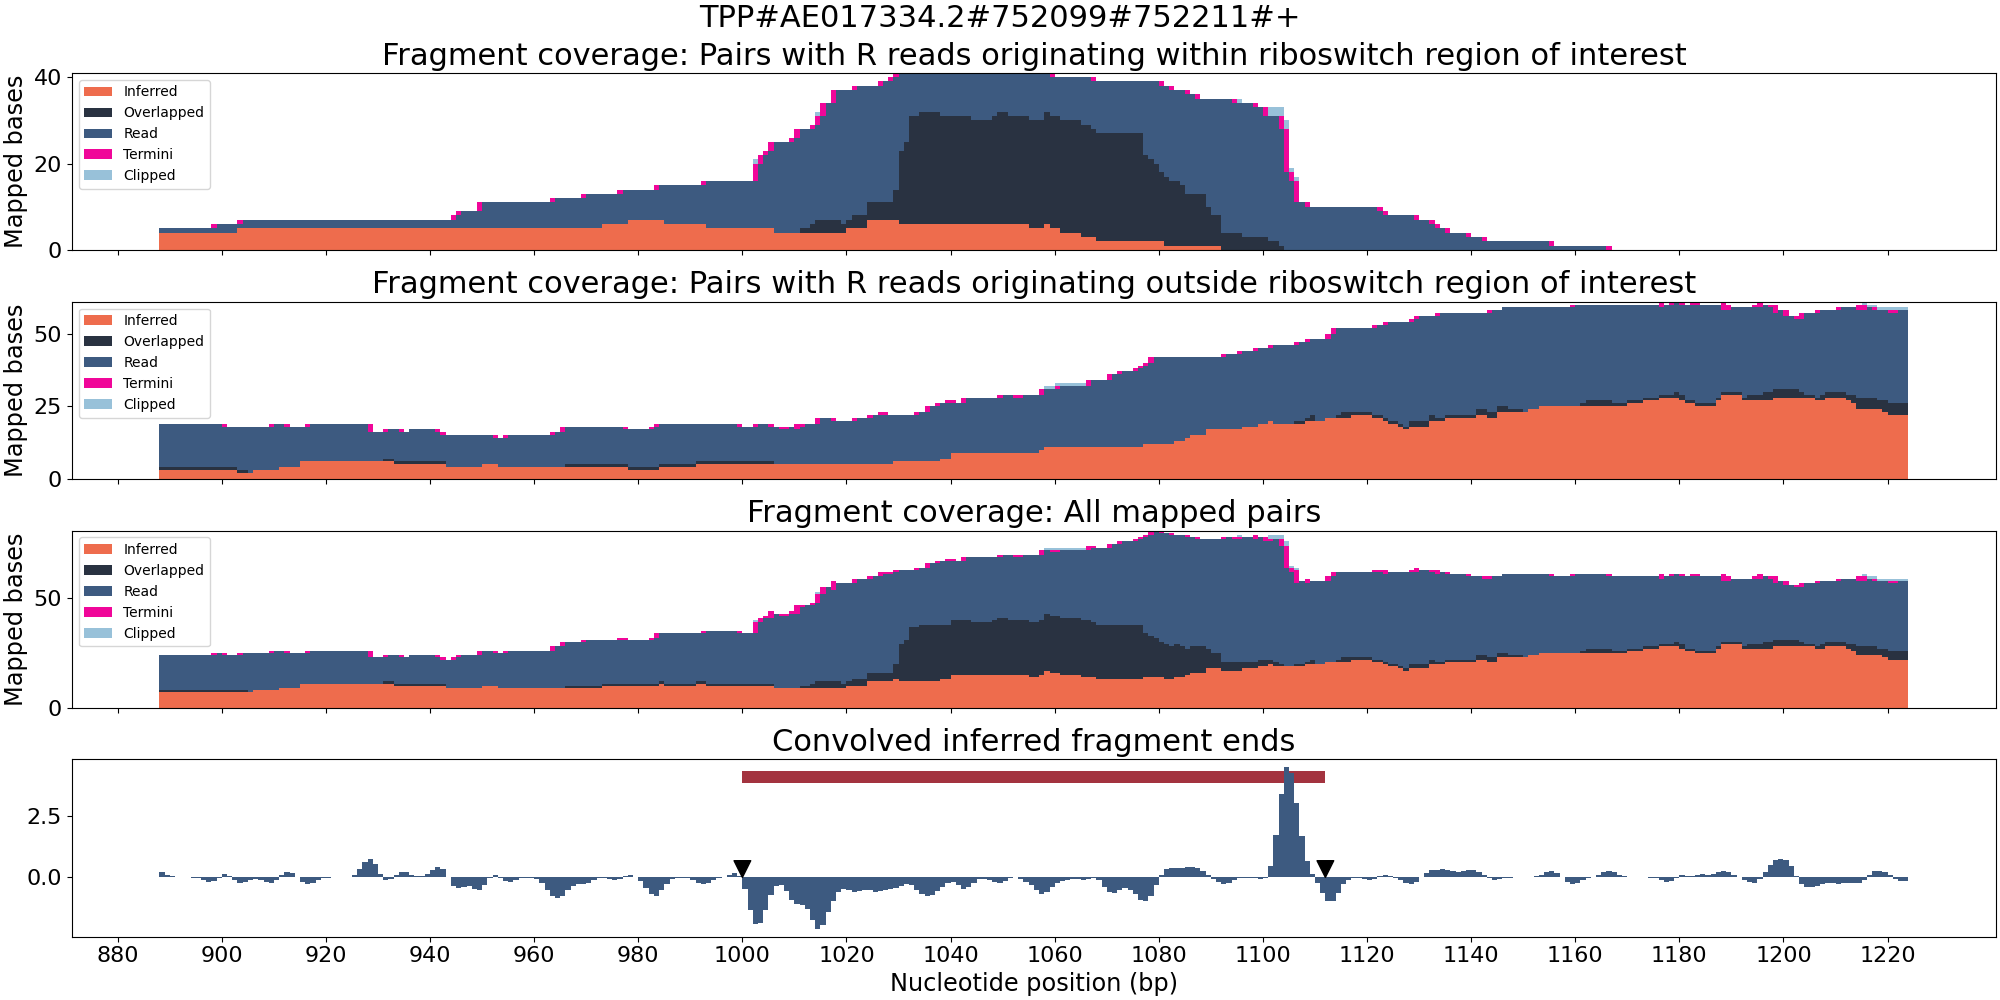 TPP#AE017334.2#752099#752211#+
Fragment coverage: Pairs with R reads originating within riboswitch region of interest
Mapped bases
40
20
0
Inferred
Overlapped
Read
Termini
Clipped
Fragment coverage: Pairs with R reads originating outside riboswitch region of interest
Mapped bases
50
25
0
Inferred
Overlapped
Read
Termini
Clipped
Fragment coverage: All mapped pairs
Mapped bases
50
0
Inferred
Overlapped
Read
Termini
Clipped
Convolved inferred fragment ends
2.5
0.0
880 900 920 940 960 980 1000 1020 1040 1060 1080 1100 1120 1140 1160 1180 1200 1220
Nucleotide position (bp)